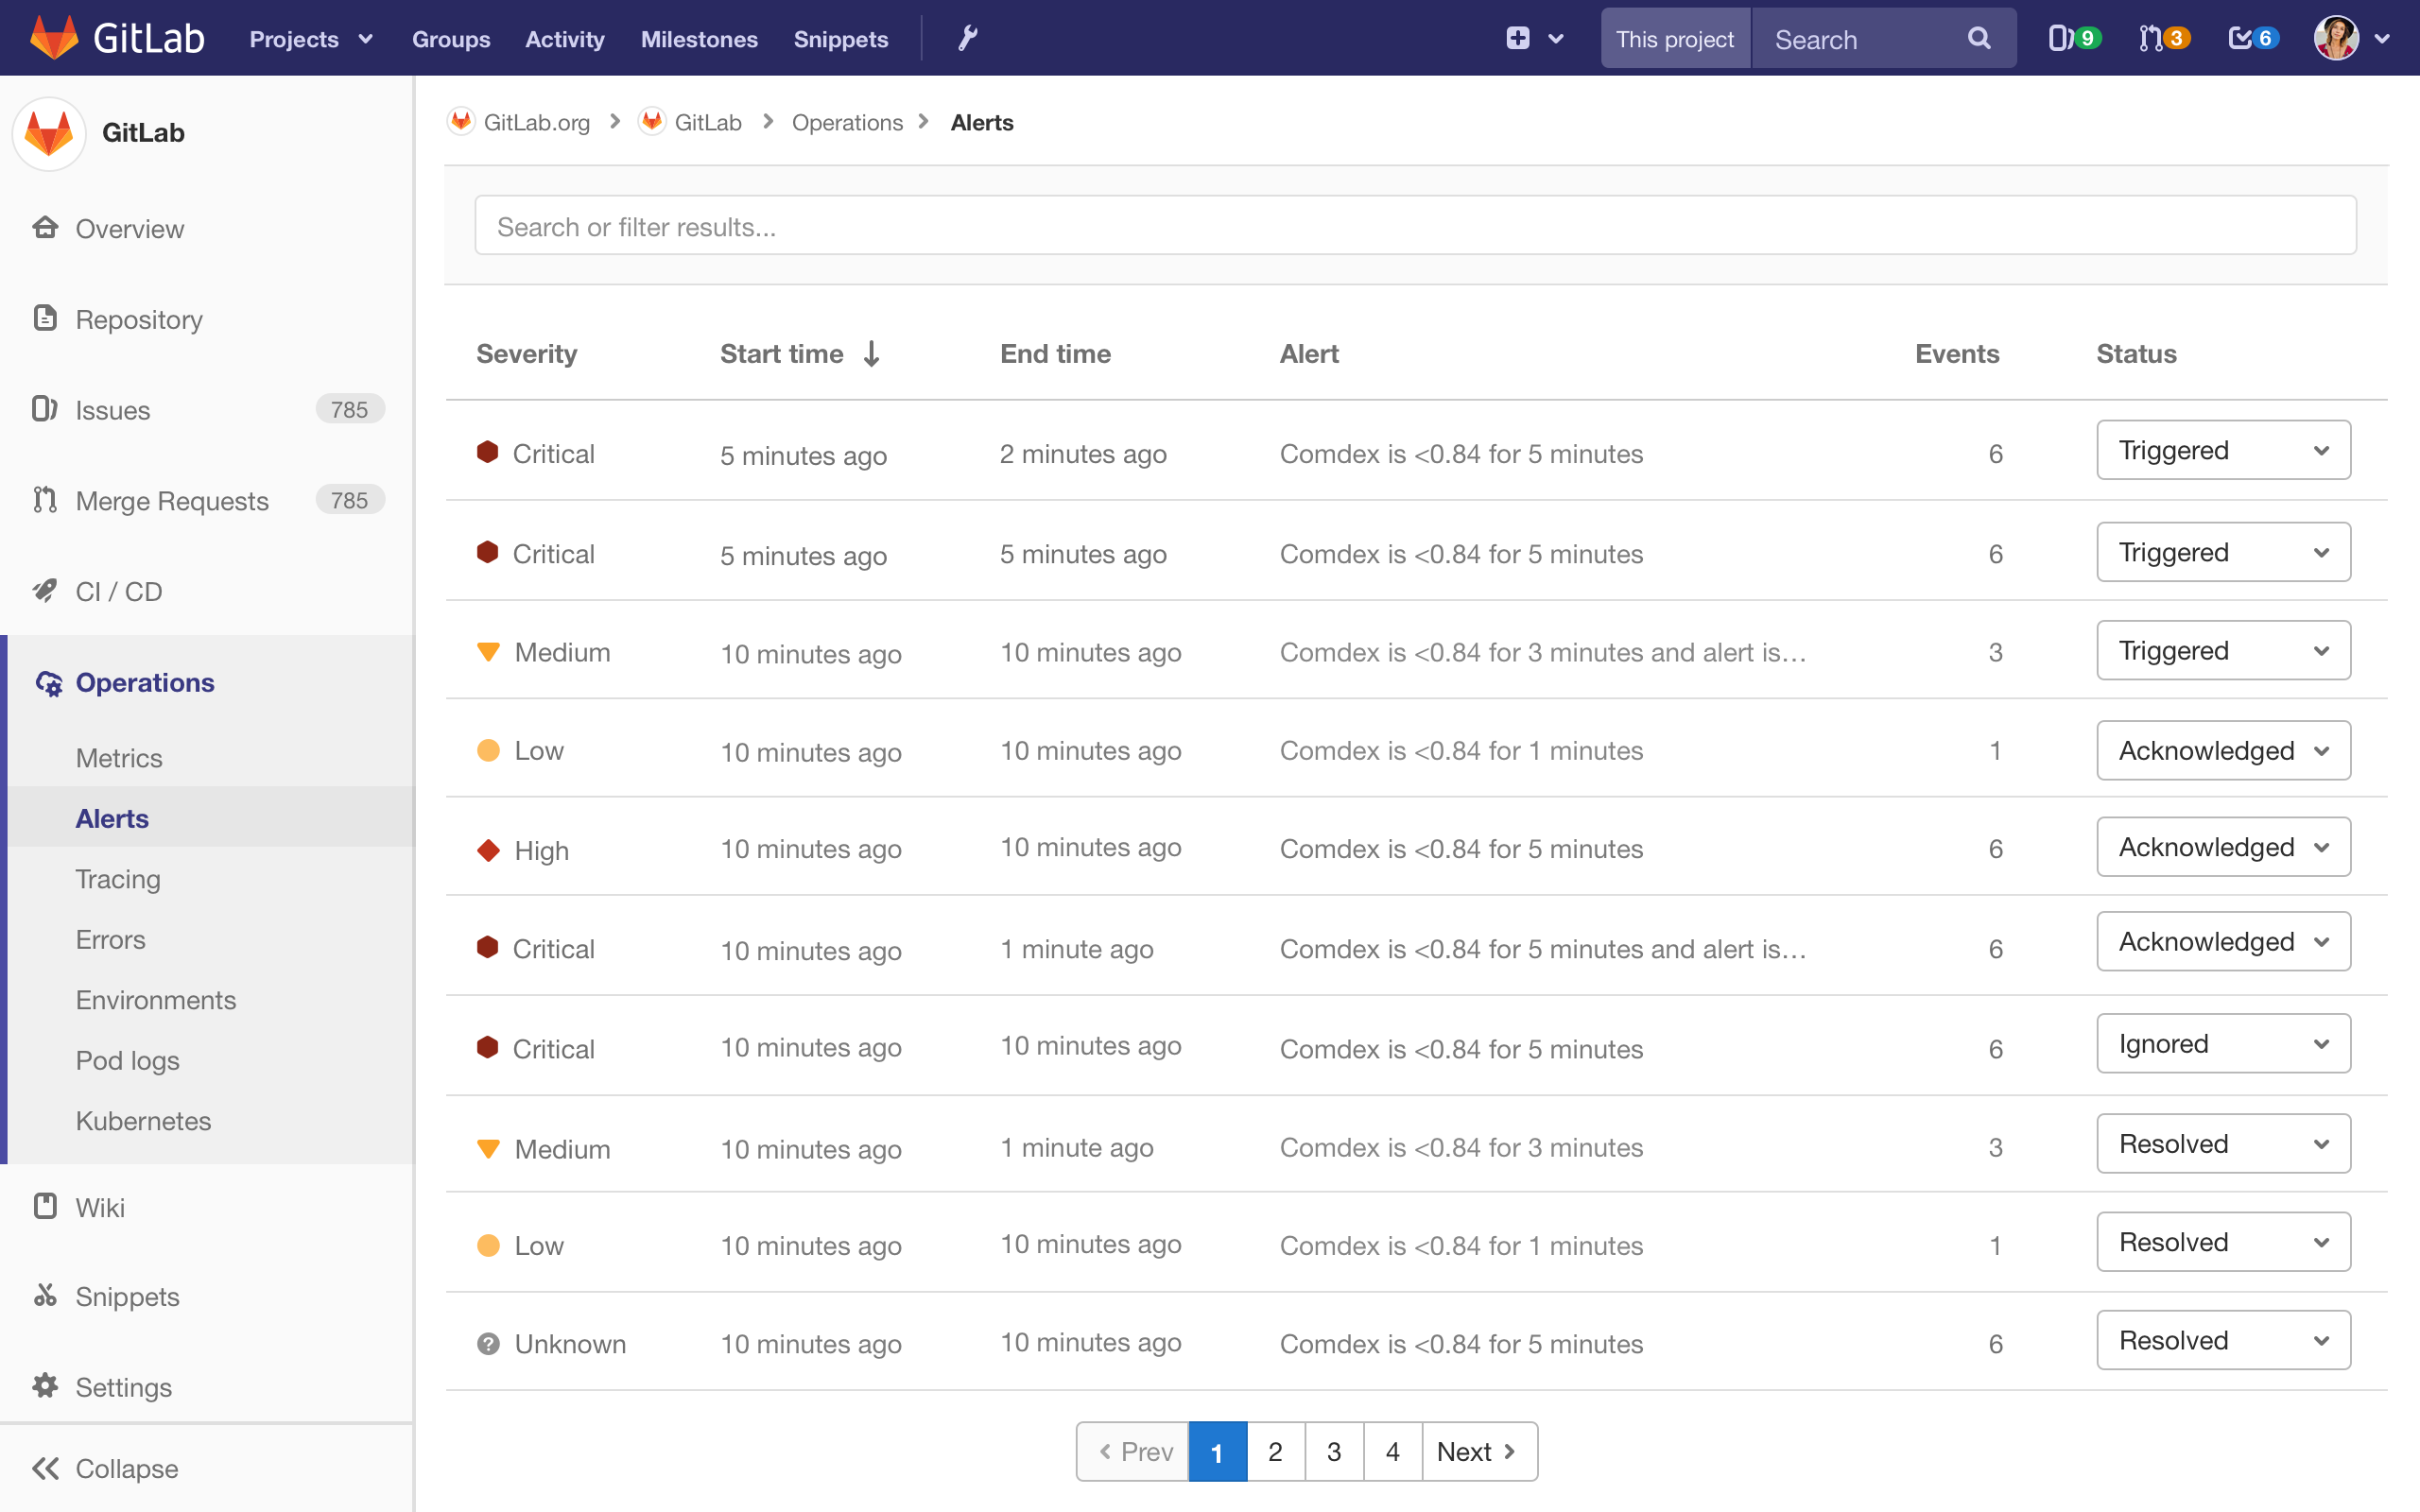 GitLab Projects Groups Activity Milestones Snippets This project Search 9 3 6
GitLab
Overview
Repository
Issues 785
Merge Requests 785
CI / CD
Operations
Metrics
Alerts
Tracing
Errors
Environments
Pod logs
Kubernetes
Wiki
Snippets
Settings
Collapse
GitLab.org GitLab Operations Alerts
Search or filter results...
Severity Start time End time Alert Events Status
Critical 5 minutes ago 2 minutes ago Comdex is <0.84 for 5 minutes 6 Triggered
Critical 5 minutes ago 5 minutes ago Comdex is <0.84 for 5 minutes 6 Triggered
Medium 10 minutes ago 10 minutes ago Comdex is <0.84 for 3 minutes and alert is... 3 Triggered
Low 10 minutes ago 10 minutes ago Comdex is <0.84 for 1 minutes 1 Acknowledged
High 10 minutes ago 10 minutes ago Comdex is <0.84 for 5 minutes 6 Acknowledged
Critical 10 minutes ago 1 minute ago Comdex is <0.84 for 5 minutes and alert is... 6 Acknowledged
Critical 10 minutes ago 10 minutes ago Comdex is <0.84 for 5 minutes 6 Ignored
Medium 10 minutes ago 1 minute ago Comdex is <0.84 for 3 minutes 3 Resolved
Low 10 minutes ago 10 minutes ago Comdex is <0.84 for 1 minutes 1 Resolved
? Unknown 10 minutes ago 10 minutes ago Comdex is <0.84 for 5 minutes 6 Resolved
Prev 1 2 3 4 Next